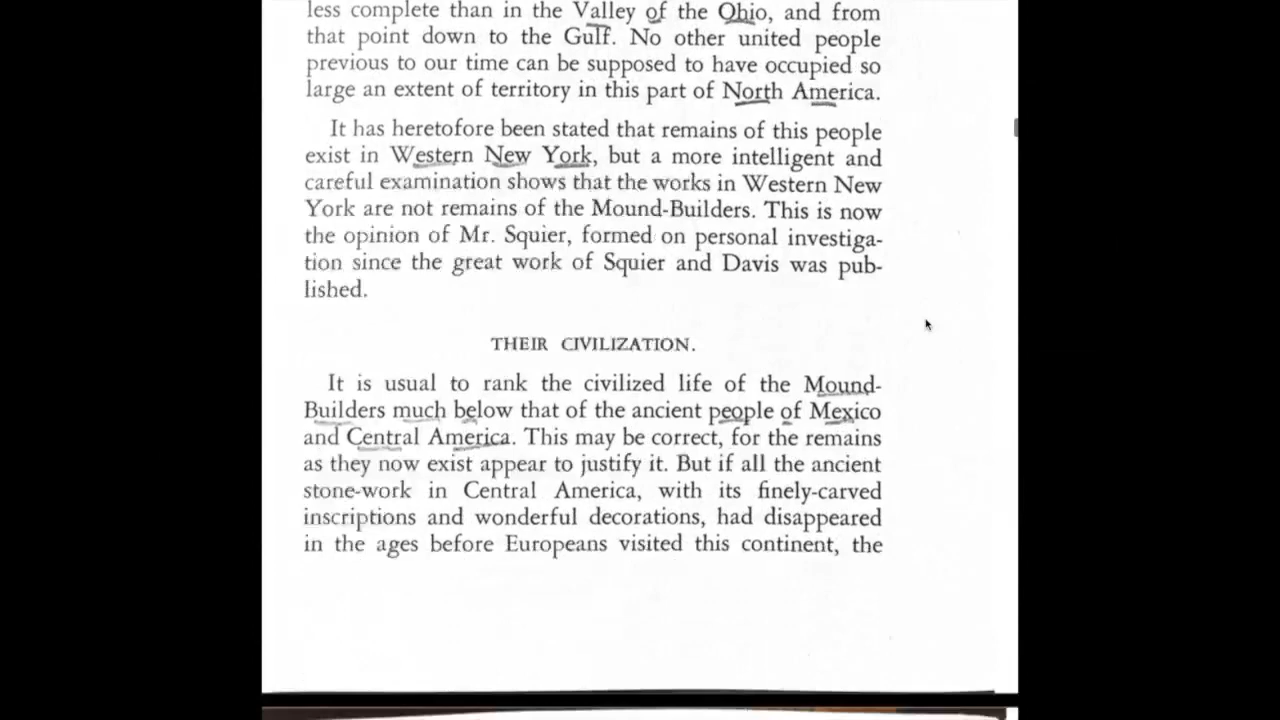 less complete than in the Valley of the Ohio, and from
that point down to the Gulf. No other united people
previous to our time can be supposed to have occupied so
large an extent of territory in this part of North America.
It has heretofore been stated that remains of this people
exist in Western New York, but a more intelligent and
careful examination shows that the works in Western New
York are not remains of the Mound-Builders. This is now
the opinion of Mr. Squier, formed on personal investiga-
tion since the great work of Squier and Davis was pub-
lished.
THEIR CIVILIZATION.
It is usual to rank the civilized life of the Mound-
Builders much below that of the ancient people of Mexico
and Central America. This may be correct, for the remains
as they now exist appear to justify it. But if all the ancient
stone-work in Central America, with its finely-carved
inscriptions and wonderful decorations, had disappeared
in the ages before Europeans visited this continent, the